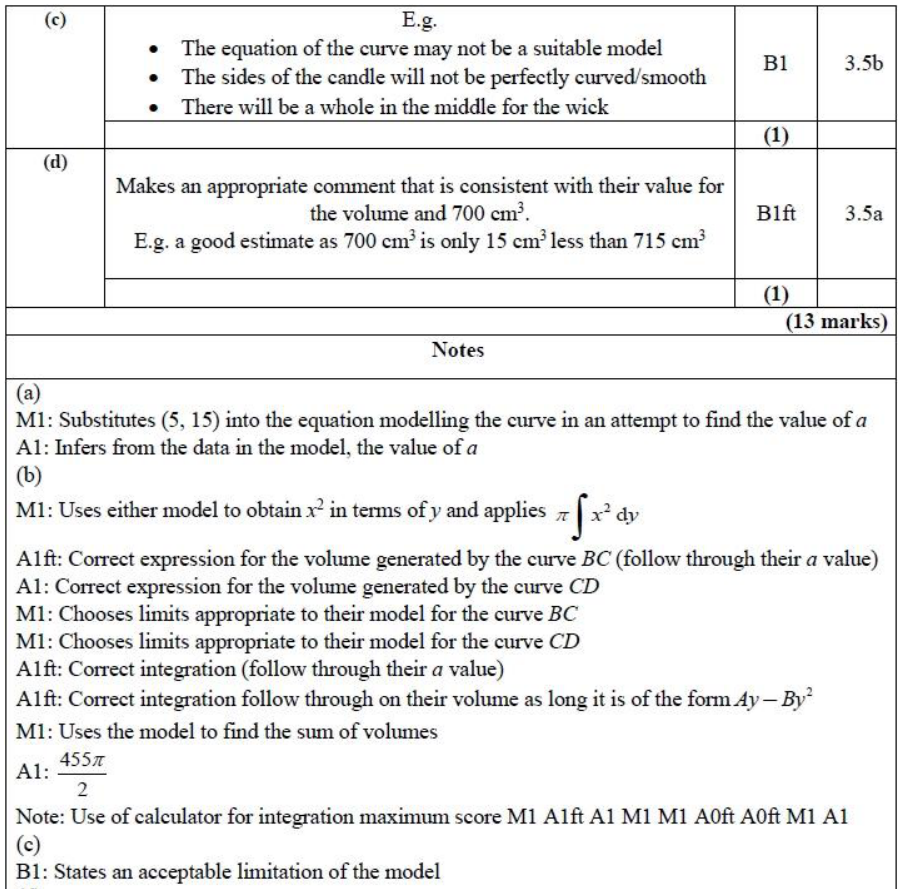 (c)
E.g.
• The equation of the curve may not be a suitable model
• The sides of the candle will not be perfectly curved/smooth
• There will be a whole in the middle for the wick
B1
3.5b
(1)
(d)
Makes an appropriate comment that is consistent with their value for
the volume and 700 cm³.
E.g. a good estimate as 700 cm³ is only 15 cm³ less than 715 cm³
B1ft
3.5a
(1)
(13 marks)
Notes
(a)
M1: Substitutes (5, 15) into the equation modelling the curve in an attempt to find the value of a
A1: Infers from the data in the model, the value of a
(b)
M1: Uses either model to obtain x² in terms of y and applies π∫x² dy
A1ft: Correct expression for the volume generated by the curve BC (follow through their a value)
A1: Correct expression for the volume generated by the curve CD
M1: Chooses limits appropriate to their model for the curve BC
M1: Chooses limits appropriate to their model for the curve CD
A1ft: Correct integration (follow through their a value)
A1ft: Correct integration follow through on their volume as long it is of the form Ay – By²
M1: Uses the model to find the sum of volumes
A1: 455π/2
Note: Use of calculator for integration maximum score M1 A1ft A1 M1 M1 A0ft A0ft M1 A1
(c)
B1: States an acceptable limitation of the model